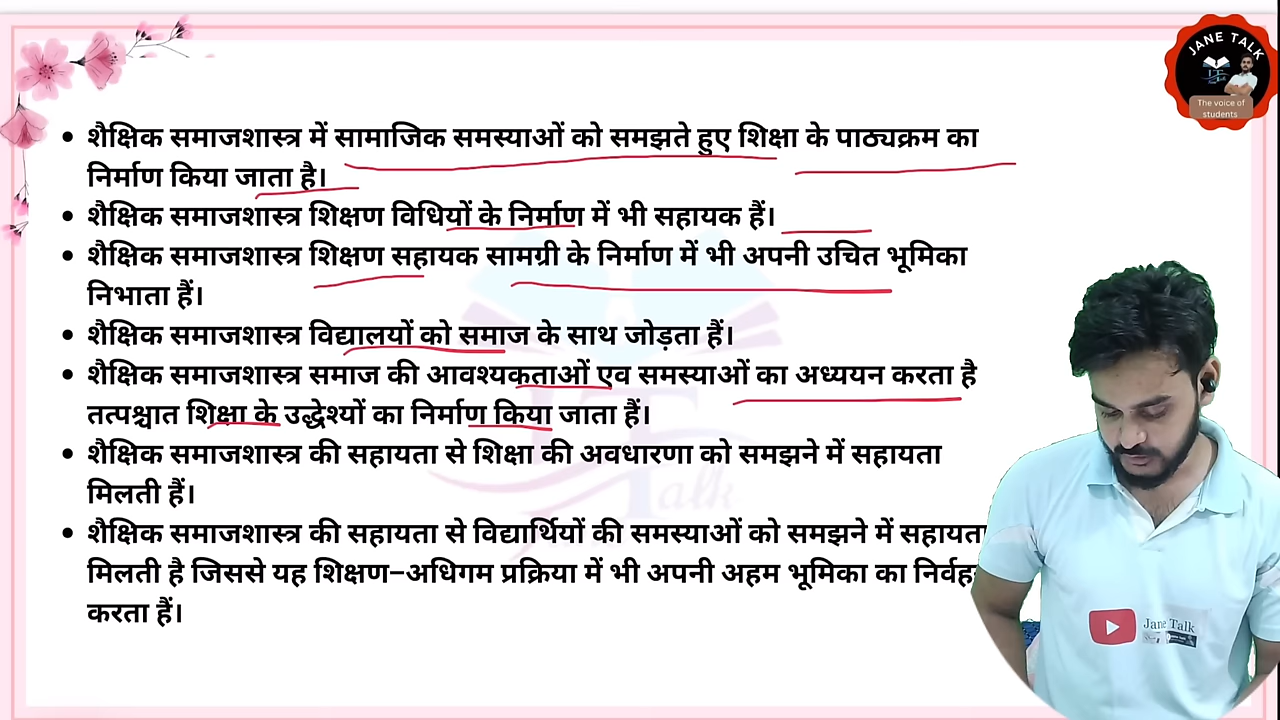 JANE TALK
The voice of
students
शैक्षिक समाजशास्त्र में सामाजिक समस्याओं को समझते हुए शिक्षा के पाठ्यक्रम का
निर्माण किया जाता है।
शैक्षिक समाजशास्त्र शिक्षण विधियों के निर्माण में भी सहायक हैं।
शैक्षिक समाजशास्त्र शिक्षण सहायक सामग्री के निर्माण में भी अपनी उचित भूमिका
निभाता हैं।
शैक्षिक समाजशास्त्र विद्यालयों को समाज के साथ जोड़ता हैं।
शैक्षिक समाजशास्त्र समाज की आवश्यकताओं एव समस्याओं का अध्ययन करता है
तत्पश्चात शिक्षा के उद्धेश्यों का निर्माण किया जाता हैं।
शैक्षिक समाजशास्त्र की सहायता से शिक्षा की अवधारणा को समझने में सहायता
मिलती हैं।
शैक्षिक समाजशास्त्र की सहायता से विद्यार्थियों की समस्याओं को समझने में सहायता
मिलती है जिससे यह शिक्षण–अधिगम प्रक्रिया में भी अपनी अहम भूमिका का निर्वह
करता हैं।
Jane Talk